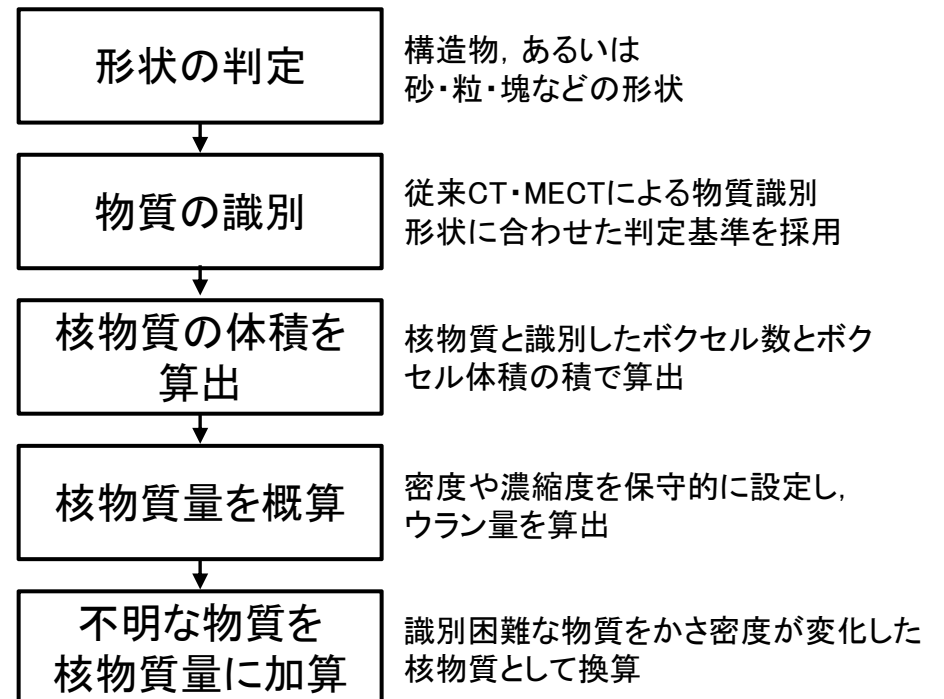 形状の判定
構造物，あるいは
砂・粒・塊などの形状
物質の識別
従来CT・MECTによる物質識別
形状に合わせた判定基準を採用
核物質の体積を
算出
核物質と識別したボクセル数とボク
セル体積の積で算出
核物質量を概算
密度や濃縮度を保守的に設定し，
ウラン量を算出
不明な物質を
核物質量に加算
識別困難な物質をかさ密度が変化した
核物質として換算